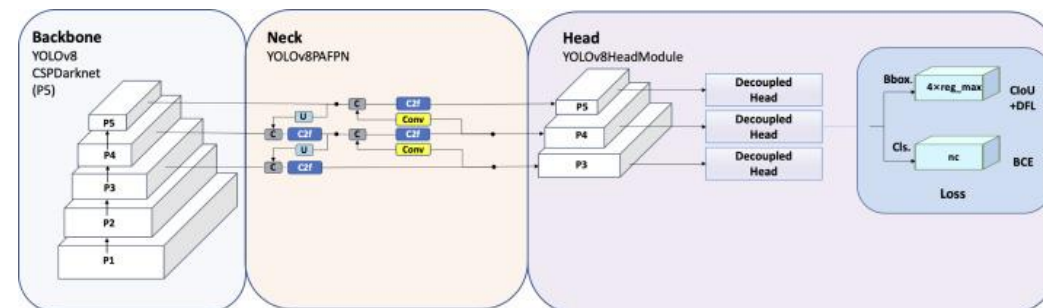 Backbone
YOLOv8
CSPDarknet
(P5)
P5
P4
P3
P2
P1
Neck
YOLOv8PAFPN
C
C2f
U
Conv
C
C2f
C
C2f
U
Conv
C
C2f
Head
YOLOv8HeadModule
P5
P4
P3
Decoupled
Head
Decoupled
Head
Decoupled
Head
Bbox.
4×reg_max
CIoU
+DFL
Cls.
nc
BCE
Loss